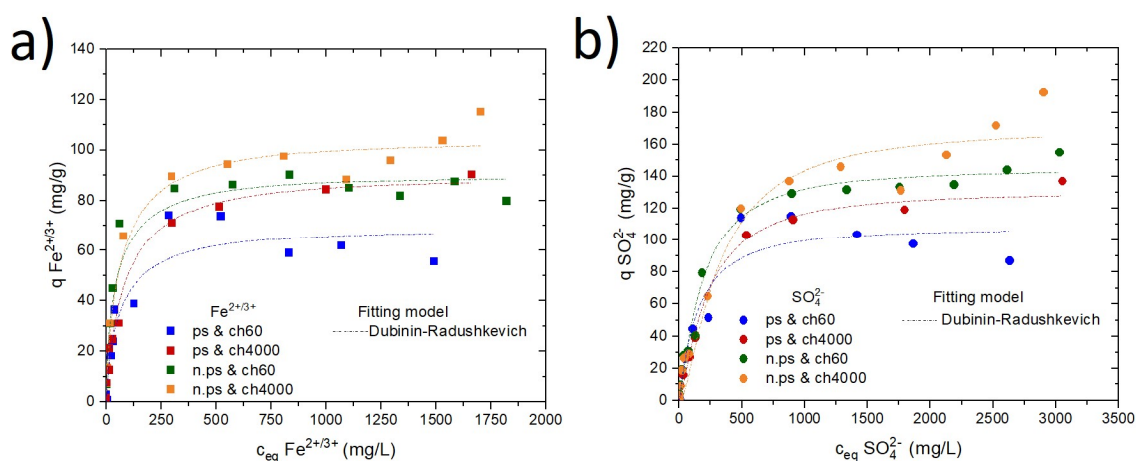 a)
q Fe²⁺/³⁺ (mg/g)
140
120
100
80
60
40
20
0
Fe²⁺/³⁺
ps & ch60
ps & ch4000
n.ps & ch60
n.ps & ch4000
Fitting model
Dubinin-Radushkevich
0 250 500 750 1000 1250 1500 1750 2000
c_eq Fe²⁺/³⁺ (mg/L)
b)
q SO₄²⁻ (mg/g)
220
200
180
160
140
120
100
80
60
40
20
0
SO₄²⁻
ps & ch60
ps & ch4000
n.ps & ch60
n.ps & ch4000
Fitting model
Dubinin-Radushkevich
0 500 1000 1500 2000 2500 3000 3500
c_eq SO₄²⁻ (mg/L)